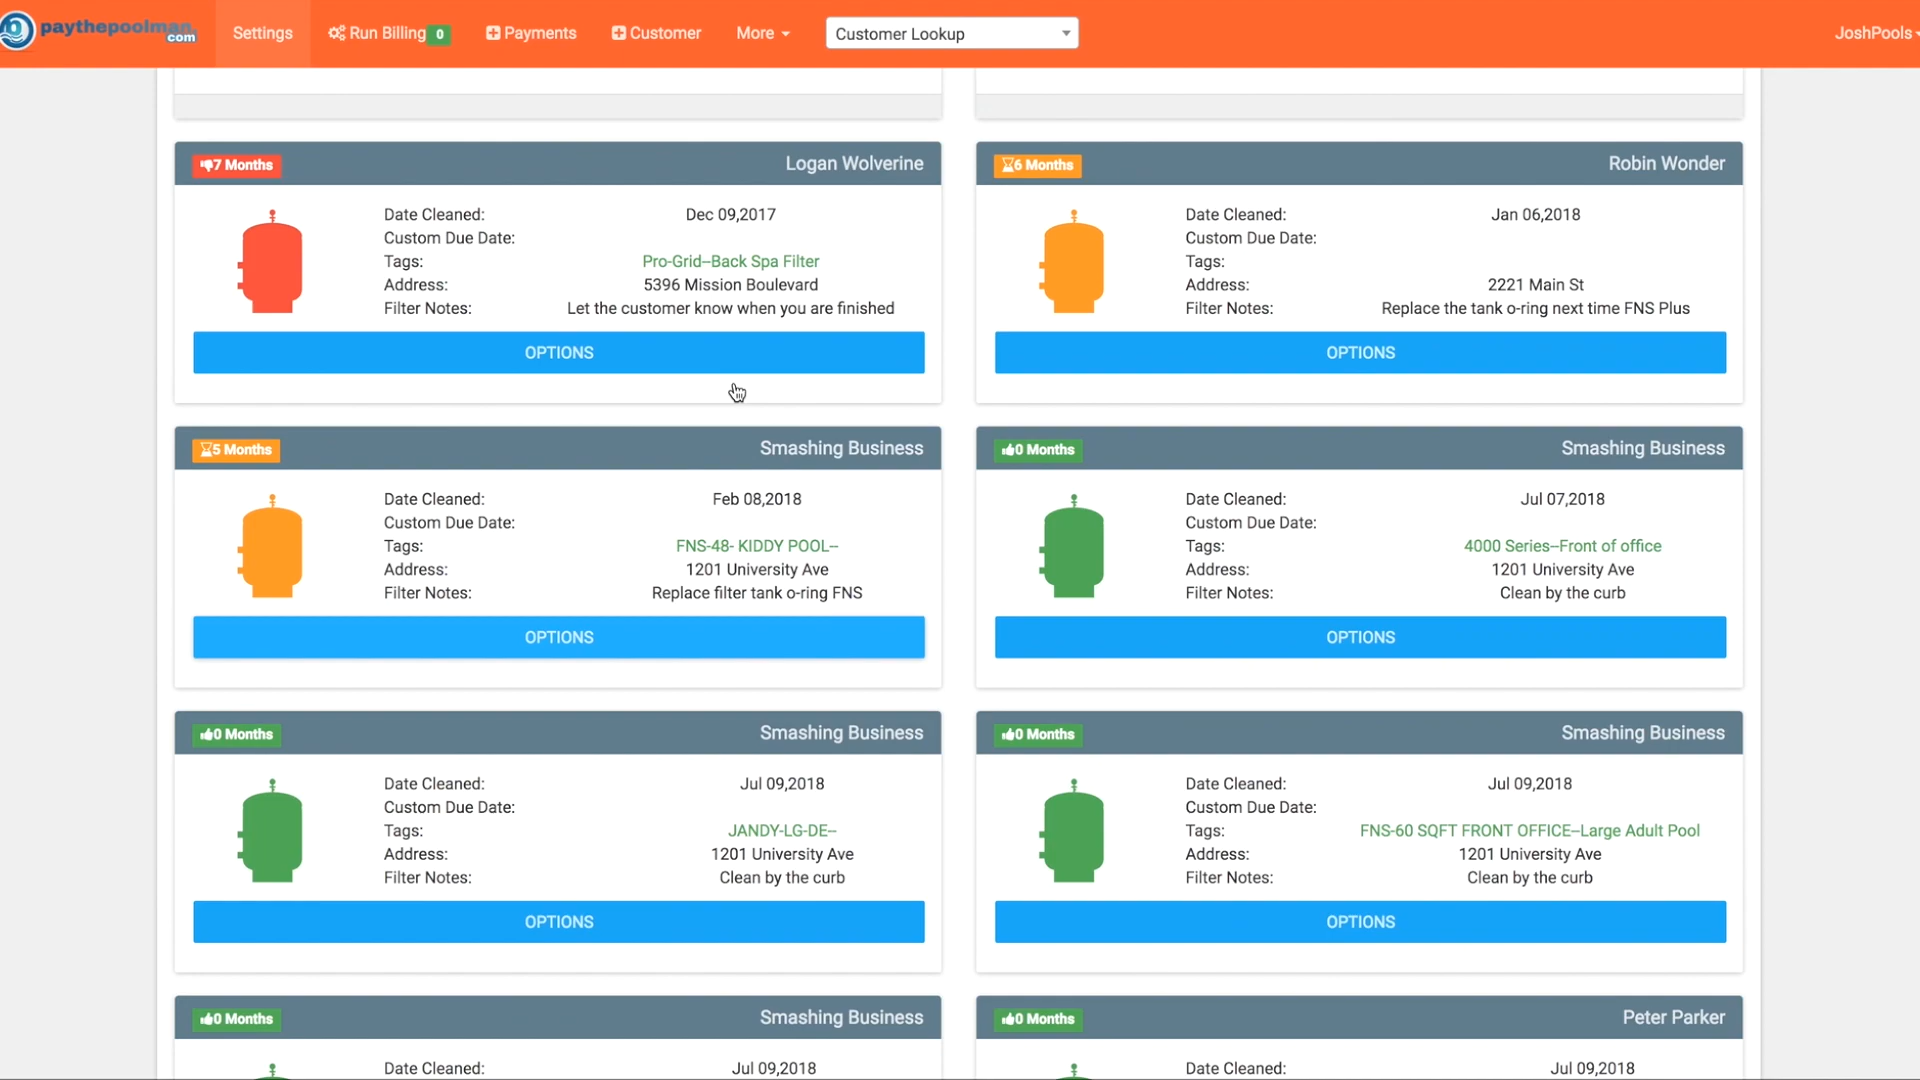 paythepoolman.com Settings Run Billing 0 Payments Customer More Customer Lookup JoshPools
7 Months Logan Wolverine
Date Cleaned: Dec 09,2017
Custom Due Date:
Tags: Pro-Grid--Back Spa Filter
Address: 5396 Mission Boulevard
Filter Notes: Let the customer know when you are finished
OPTIONS
6 Months Robin Wonder
Date Cleaned: Jan 06,2018
Custom Due Date:
Tags:
Address: 2221 Main St
Filter Notes: Replace the tank o-ring next time FNS Plus
OPTIONS
5 Months Smashing Business
Date Cleaned: Feb 08,2018
Custom Due Date:
Tags: FNS-48- KIDDY POOL--
Address: 1201 University Ave
Filter Notes: Replace filter tank o-ring FNS
OPTIONS
0 Months Smashing Business
Date Cleaned: Jul 07,2018
Custom Due Date:
Tags: 4000 Series--Front of office
Address: 1201 University Ave
Filter Notes: Clean by the curb
OPTIONS
0 Months Smashing Business
Date Cleaned: Jul 09,2018
Custom Due Date:
Tags: JANDY-LG-DE--
Address: 1201 University Ave
Filter Notes: Clean by the curb
OPTIONS
0 Months Smashing Business
Date Cleaned: Jul 09,2018
Custom Due Date:
Tags: FNS-60 SQFT FRONT OFFICE--Large Adult Pool
Address: 1201 University Ave
Filter Notes: Clean by the curb
OPTIONS
0 Months Smashing Business
Date Cleaned: Jul 09,2018
0 Months Peter Parker
Date Cleaned: Jul 09,2018